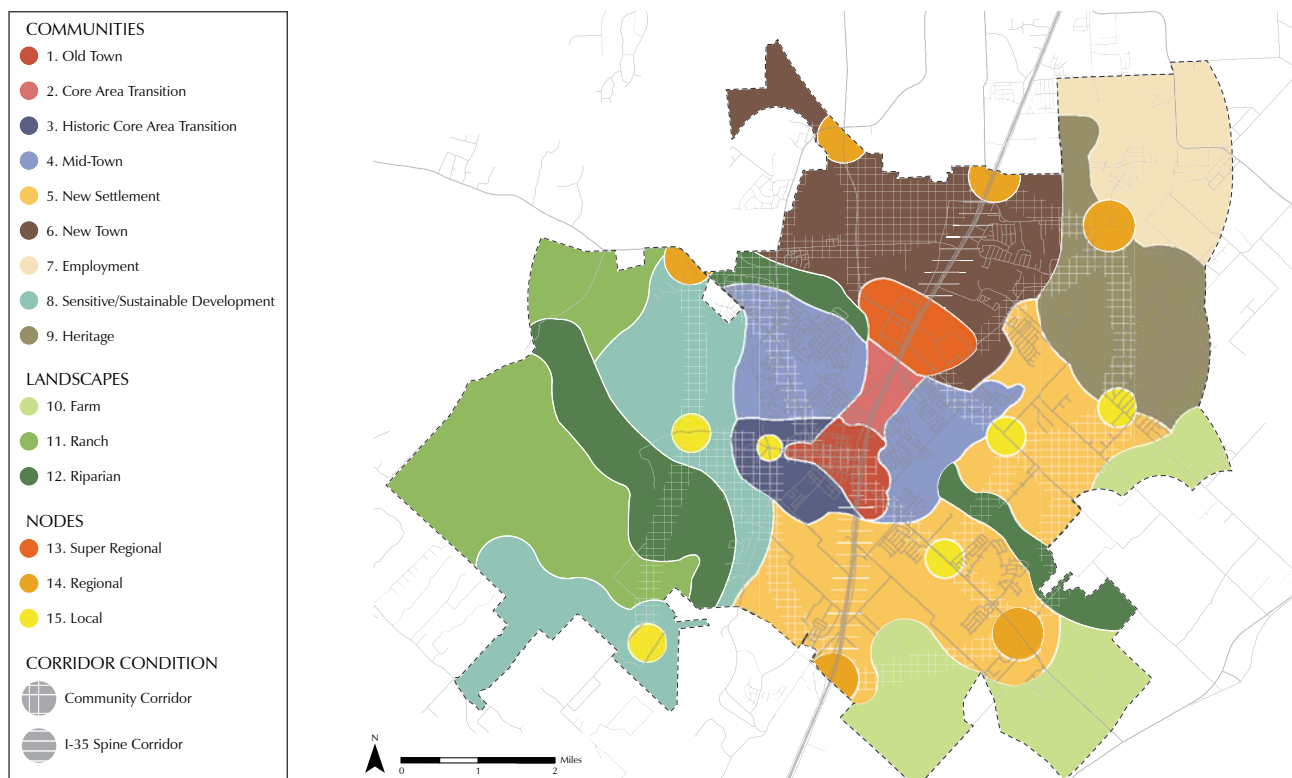 COMMUNITIES
1. Old Town
2. Core Area Transition
3. Historic Core Area Transition
4. Mid-Town
5. New Settlement
6. New Town
7. Employment
8. Sensitive/Sustainable Development
9. Heritage
LANDSCAPES
10. Farm
11. Ranch
12. Riparian
NODES
13. Super Regional
14. Regional
15. Local
CORRIDOR CONDITION
Community Corridor
I-35 Spine Corridor
N
Miles
0 1 2